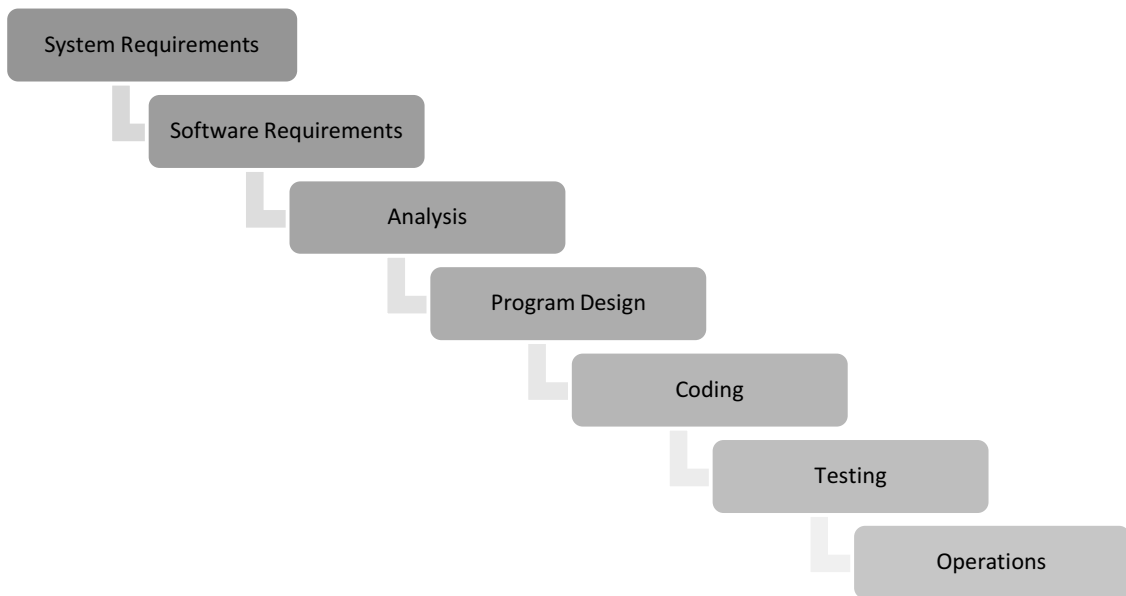 System Requirements
Software Requirements
Analysis
Program Design
Coding
Testing
Operations